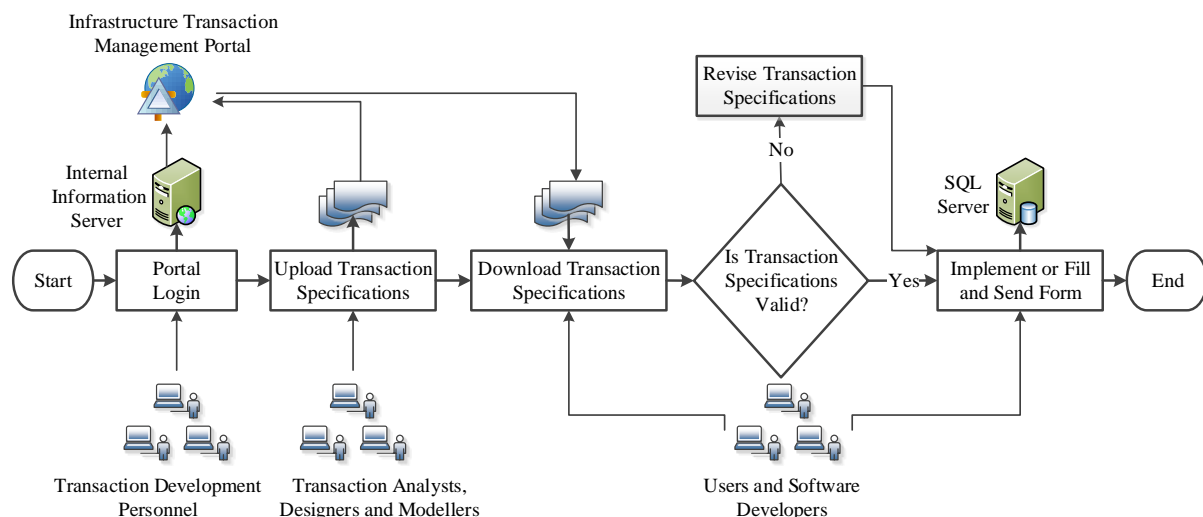 Infrastructure Transaction
Management Portal
Revise Transaction
Specifications
No
Internal
Information
Server
SQL
Server
Start
Portal
Login
Upload Transaction
Specifications
Download Transaction
Specifications
Is Transaction
Specifications
Valid?
Yes
Implement or Fill
and Send Form
End
Transaction Development
Personnel
Transaction Analysts,
Designers and Modellers
Users and Software
Developers